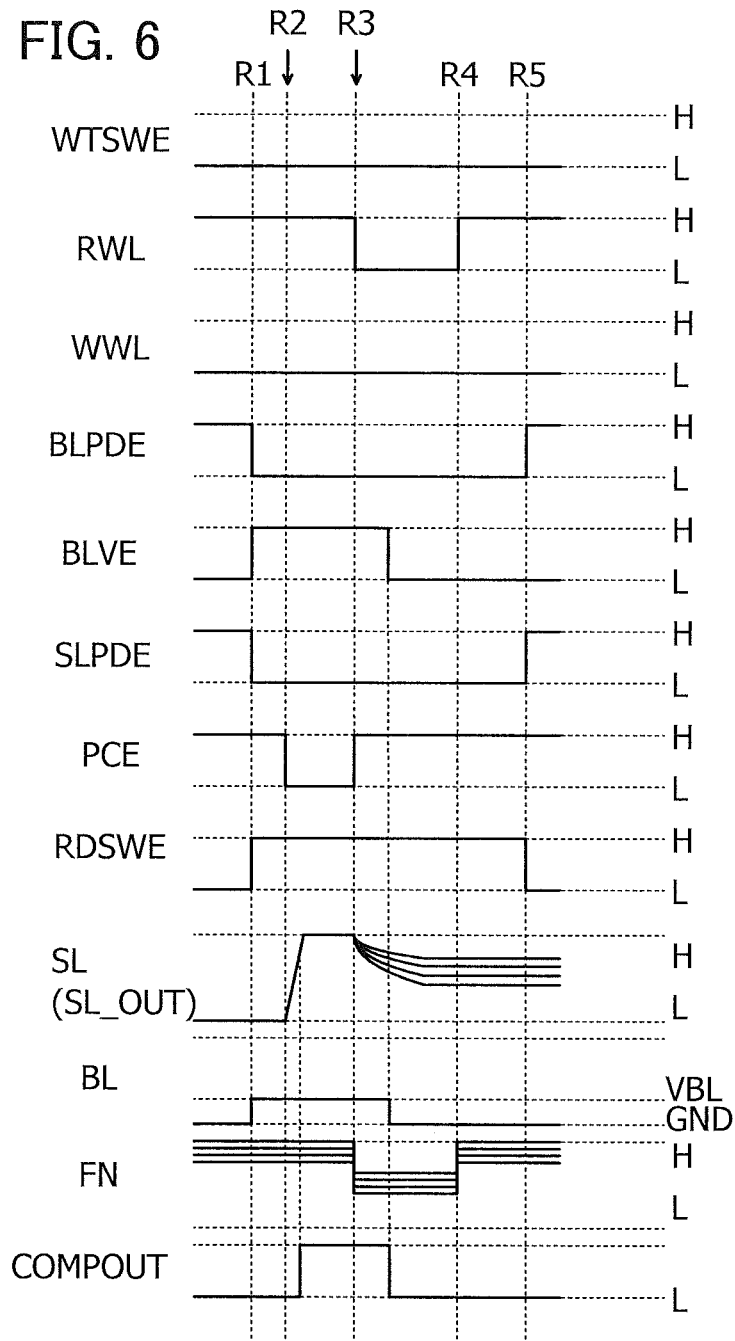 FIG. 6
R1 R2 R3 R4 R5
WTSWE H L
RWL H L
WWL H L
BLPDE H L
BLVE H L
SLPDE H L
PCE H L
RDSWE H L
SL
(SL_OUT) H L
BL VBL GND
FN H L
COMPOUT L